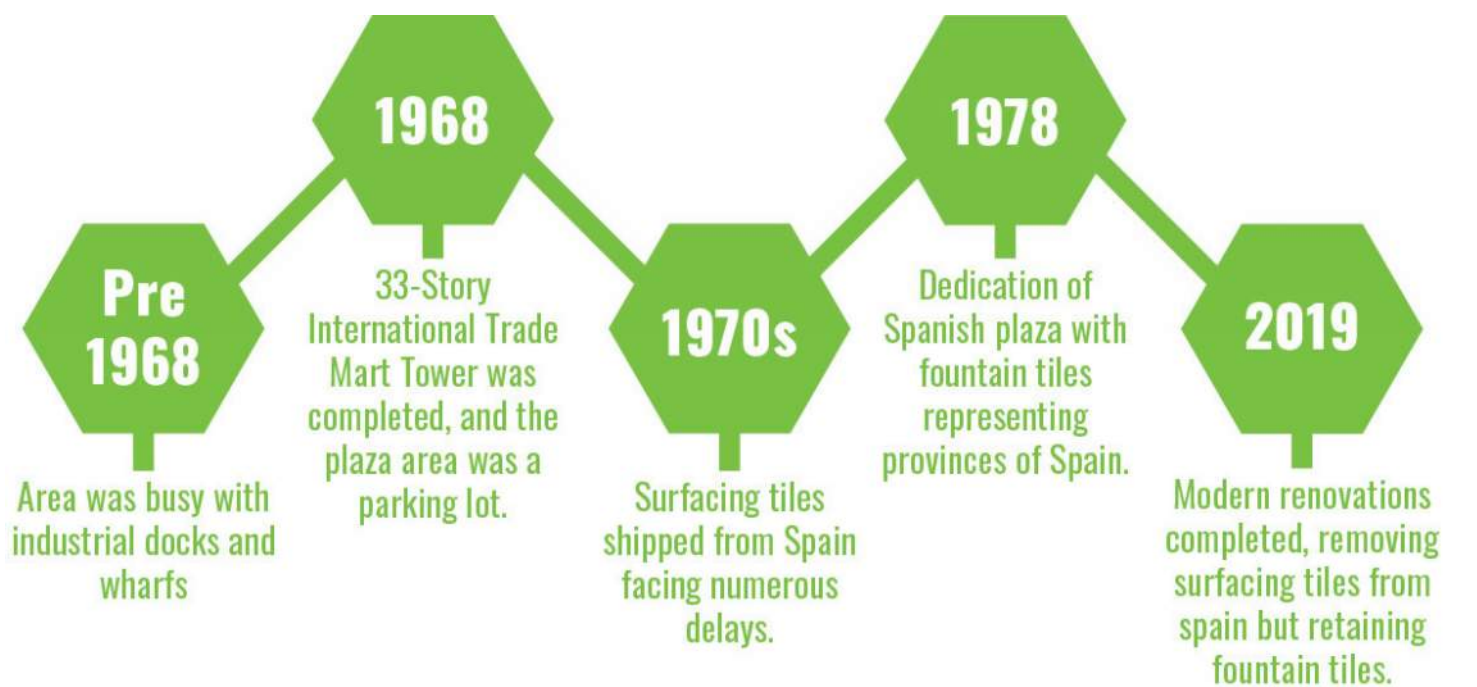 Pre
1968
Area was busy with
industrial docks and
wharfs
1968
33-Story
International Trade
Mart Tower was
completed, and the
plaza area was a
parking lot.
1970s
Surfacing tiles
shipped from Spain
facing numerous
delays.
1978
Dedication of
Spanish plaza with
fountain tiles
representing
provinces of Spain.
2019
Modern renovations
completed, removing
surfacing tiles from
spain but retaining
fountain tiles.